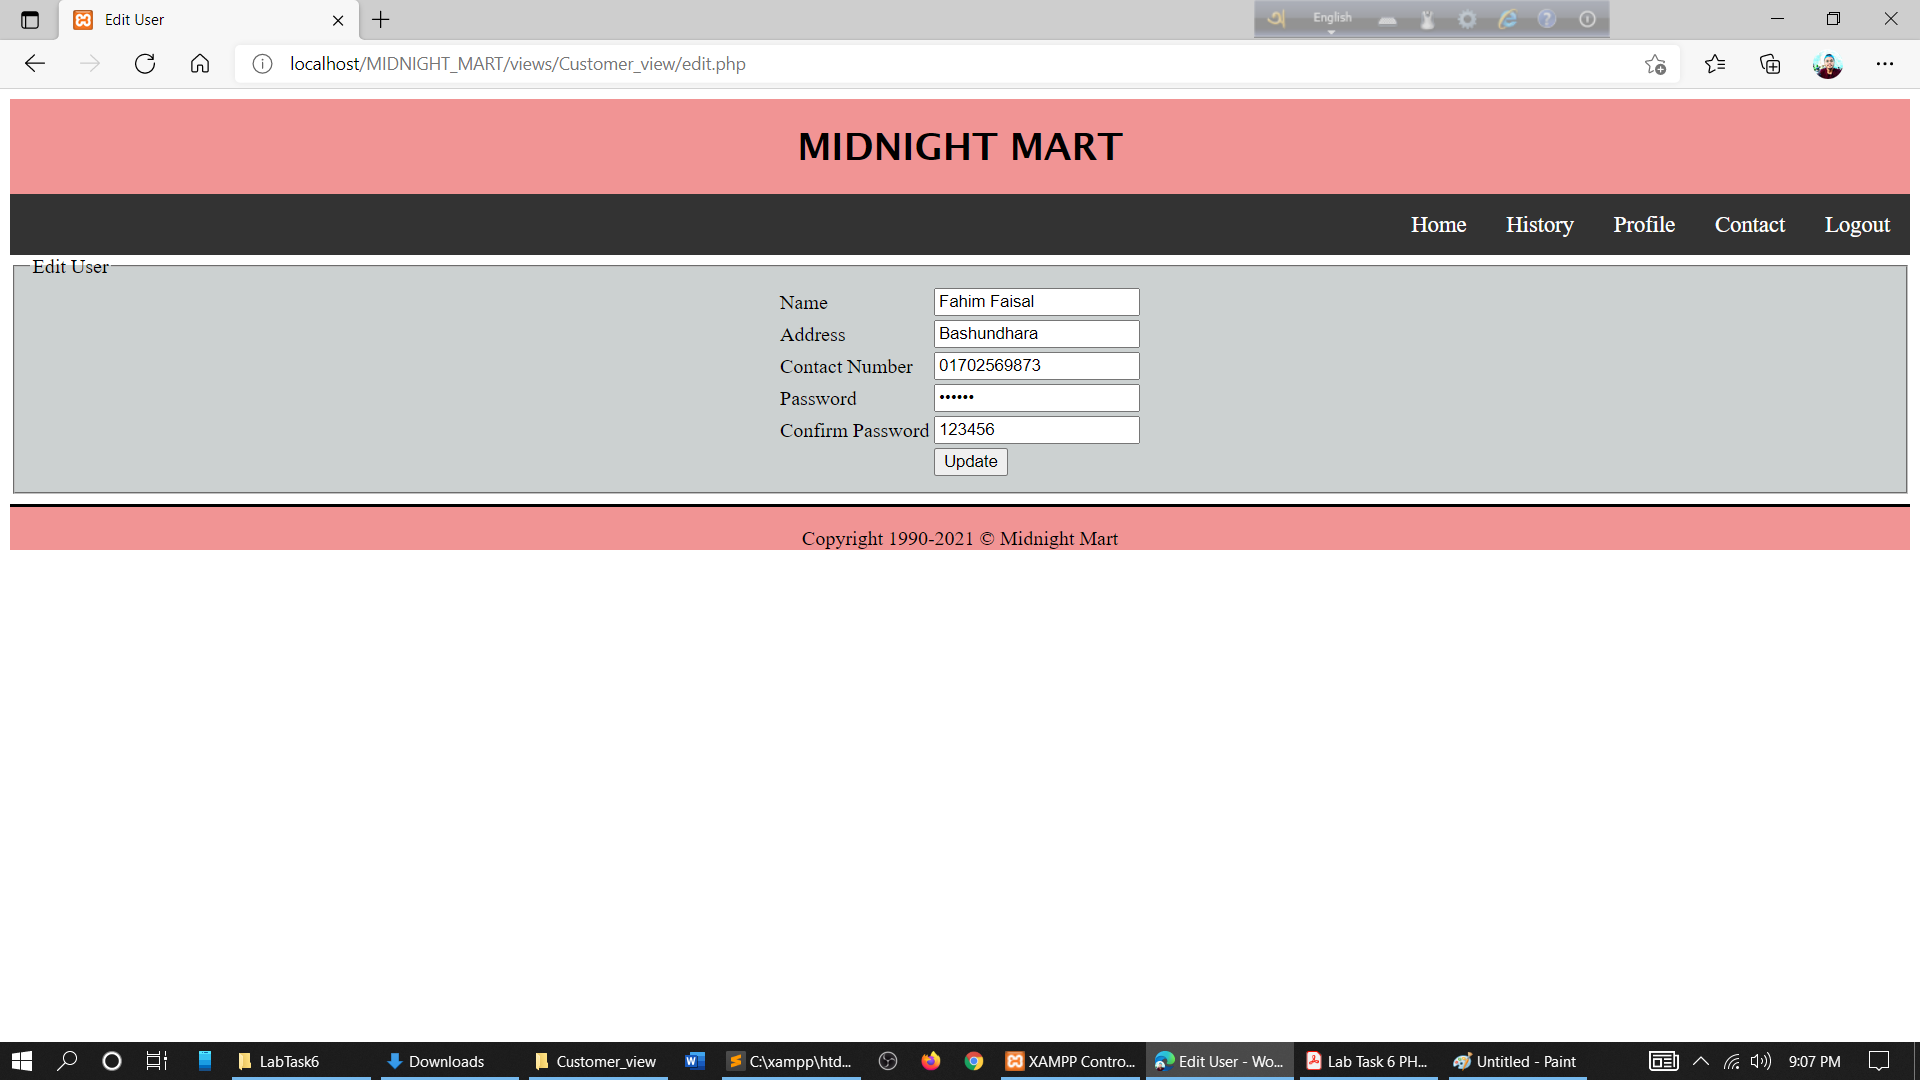 Edit User
English
localhost/MIDNIGHT_MART/views/Customer_view/edit.php
MIDNIGHT MART
Home History Profile Contact Logout
Edit User
Name Fahim Faisal
Address Bashundhara
Contact Number 01702569873
Password ••••••
Confirm Password 123456
Update
Copyright 1990-2021 © Midnight Mart
LabTask6 Downloads Customer_view C:\xampp\htd... XAMPP Contro... Edit User - Wo... Lab Task 6 PH... Untitled - Paint 9:07 PM